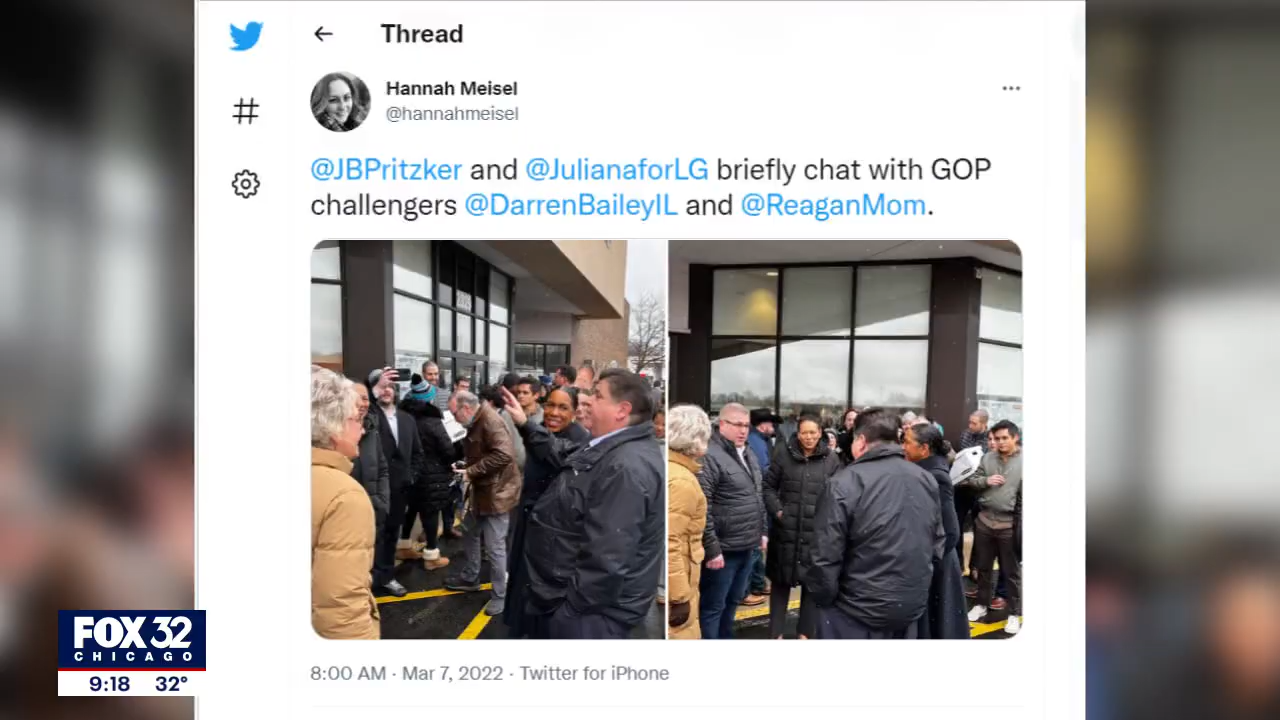 Thread
Hannah Meisel
@hannahmeisel
@JBPritzker and @JulianaforLG briefly chat with GOP
challengers @DarrenBaileyIL and @ReaganMom.
8:00 AM · Mar 7, 2022 · Twitter for iPhone
FOX 32
CHICAGO
9:18 32°